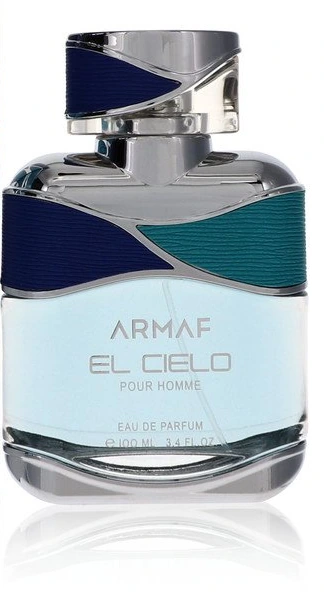 ARMAF
EL CIELO
POUR HOMME
EAU DE PARFUM
℮100 ML 3.4 FL.OZ